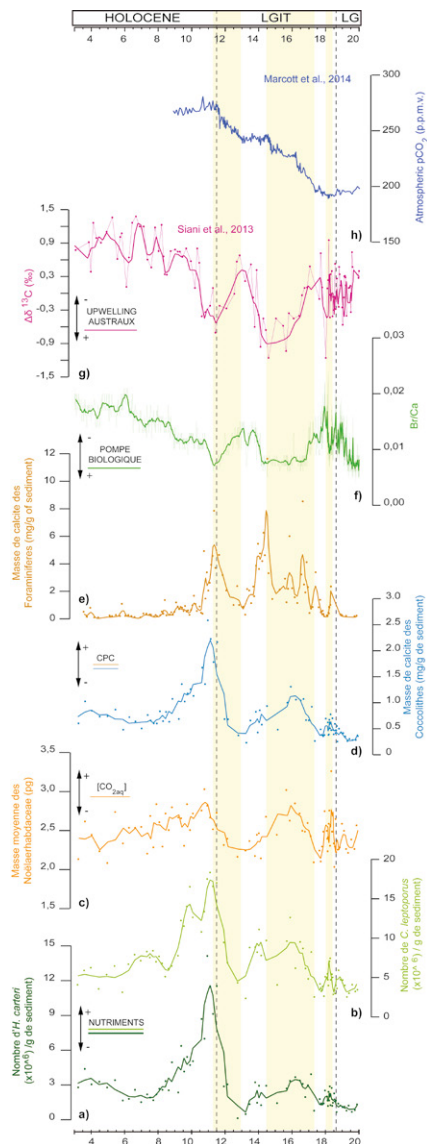 HOLOCENE LGIT LG
4 6 8 10 12 14 16 18 20
Marcott et al., 2014
300
250
200
150
Atmospheric pCO2 (p.p.m.v.)
h)
1,5
0,9
0,3
-0,3
-0,9
-1,5
Δδ 13C (‰)
Siani et al., 2013
-
+
UPWELLING
AUSTRAUX
g)
0,03
0,02
0,01
0,00
Br/Ca
-
+
POMPE
BIOLOGIQUE
f)
12
10
8
6
4
2
0
Masse de calcite des
Foraminiferes (mg/g of sediment)
e)
3.0
2.5
2.0
1.5
1.0
0.5
0
Masse de calcite des
Coccolithes (mg/g de sediment)
+
-
CPC
d)
3,5
3,0
2,5
2,0
1,5
Masse moyenne des
Noëlaerhabdaceae (pg)
+
-
[CO2aq]
c)
20
15
10
5
0
Nombre de C. leptoporus
(x10^6) / g de sediment
b)
15
12
9
6
3
0
Nombre d'H. carteri
(x10^6) /g de sediment
+
-
NUTRIMENTS
a)
4 6 8 10 12 14 16 18 20